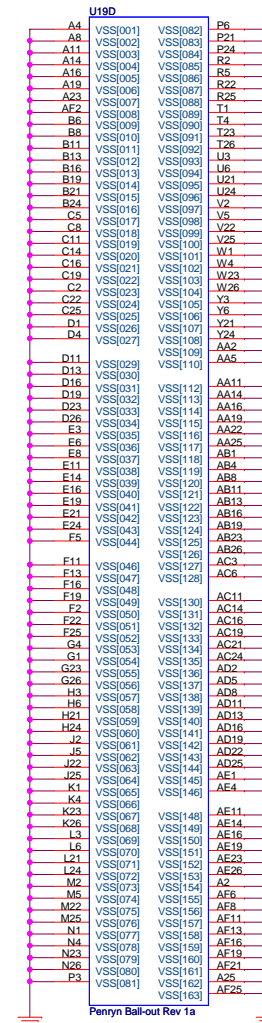 U19D
A4 VSS[001] VSS[082] P6
A8 VSS[002] VSS[083] P21
A11 VSS[003] VSS[084] P24
A14 VSS[004] VSS[085] R2
A16 VSS[005] VSS[086] R5
A19 VSS[006] VSS[087] R22
A23 VSS[007] VSS[088] R25
AF2 VSS[008] VSS[089] T1
B6 VSS[009] VSS[090] T4
B8 VSS[010] VSS[091] T23
B11 VSS[011] VSS[092] T26
B13 VSS[012] VSS[093] U3
B16 VSS[013] VSS[094] U6
B19 VSS[014] VSS[095] U21
B21 VSS[015] VSS[096] U24
B24 VSS[016] VSS[097] V2
C5 VSS[017] VSS[098] V5
C8 VSS[018] VSS[099] V22
C11 VSS[019] VSS[100] V25
C14 VSS[020] VSS[101] W1
C16 VSS[021] VSS[102] W4
C19 VSS[022] VSS[103] W23
C2 VSS[023] VSS[104] W26
C22 VSS[024] VSS[105] Y3
C25 VSS[025] VSS[106] Y6
D1 VSS[026] VSS[107] Y21
D4 VSS[027] VSS[108] Y24
VSS[109] AA2
D11 VSS[029] VSS[110] AA5
D13 VSS[030]
D16 VSS[031] VSS[112] AA11
D19 VSS[032] VSS[113] AA14
D23 VSS[033] VSS[114] AA16
D26 VSS[034] VSS[115] AA19
E3 VSS[035] VSS[116] AA22
E6 VSS[036] VSS[117] AA25
E8 VSS[037] VSS[118] AB1
E11 VSS[038] VSS[119] AB4
E14 VSS[039] VSS[120] AB8
E16 VSS[040] VSS[121] AB11
E19 VSS[041] VSS[122] AB13
E21 VSS[042] VSS[123] AB16
E24 VSS[043] VSS[124] AB19
F5 VSS[044] VSS[125] AB23
VSS[126] AB26
F11 VSS[046] VSS[127] AC3
F13 VSS[047] VSS[128] AC6
F16 VSS[048]
F19 VSS[049] VSS[130] AC11
F2 VSS[050] VSS[131] AC14
F22 VSS[051] VSS[132] AC16
F25 VSS[052] VSS[133] AC19
G4 VSS[053] VSS[134] AC21
G1 VSS[054] VSS[135] AC24
G23 VSS[055] VSS[136] AD2
G26 VSS[056] VSS[137] AD5
H3 VSS[057] VSS[138] AD8
H6 VSS[058] VSS[139] AD11
H21 VSS[059] VSS[140] AD13
H24 VSS[060] VSS[141] AD16
J2 VSS[061] VSS[142] AD19
J5 VSS[062] VSS[143] AD22
J22 VSS[063] VSS[144] AD25
J25 VSS[064] VSS[145] AE1
K1 VSS[065] VSS[146] AE4
K4 VSS[066]
K23 VSS[067] VSS[148] AE11
K26 VSS[068] VSS[149] AE14
L3 VSS[069] VSS[150] AE16
L6 VSS[070] VSS[151] AE19
L21 VSS[071] VSS[152] AE23
L24 VSS[072] VSS[153] AE26
M2 VSS[073] VSS[154] A2
M5 VSS[074] VSS[155] AF6
M22 VSS[075] VSS[156] AF8
M25 VSS[076] VSS[157] AF11
N1 VSS[077] VSS[158] AF13
N4 VSS[078] VSS[159] AF16
N23 VSS[079] VSS[160] AF19
N26 VSS[080] VSS[161] AF21
P3 VSS[081] VSS[162] A25
VSS[163] AF25
Penryn Ball-out Rev 1a